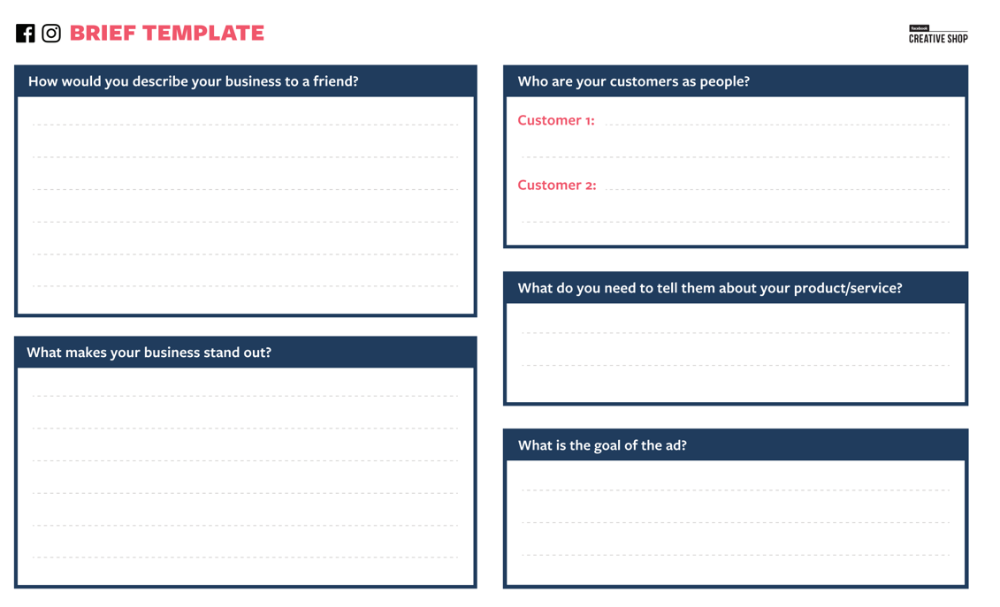 BRIEF TEMPLATE
facebook
CREATIVE SHOP
How would you describe your business to a friend?
What makes your business stand out?
Who are your customers as people?
Customer 1:
Customer 2:
What do you need to tell them about your product/service?
What is the goal of the ad?